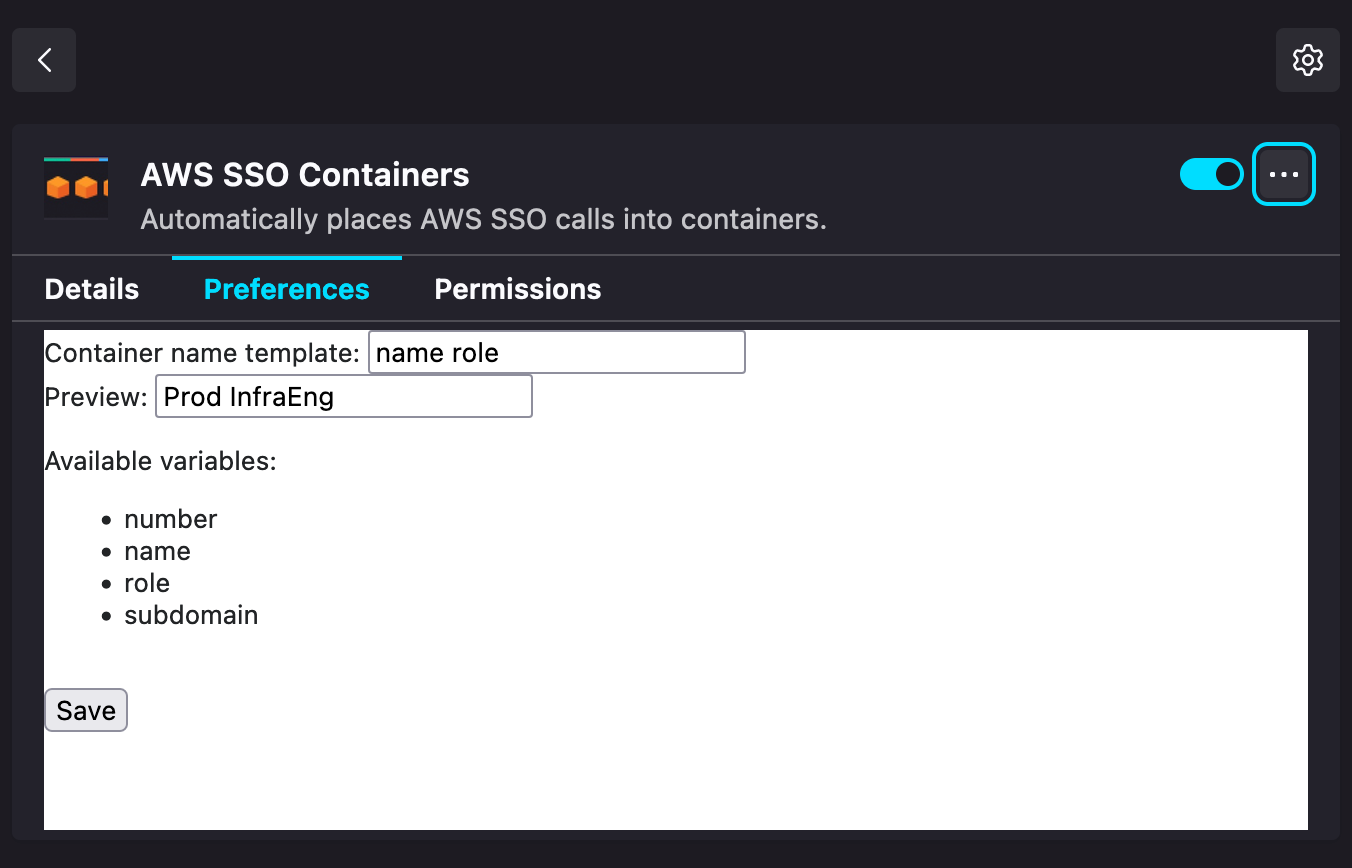 AWS SSO Containers
Automatically places AWS SSO calls into containers.
Details Preferences Permissions
Container name template: name role
Preview: Prod InfraEng
Available variables:
number
name
role
subdomain
Save